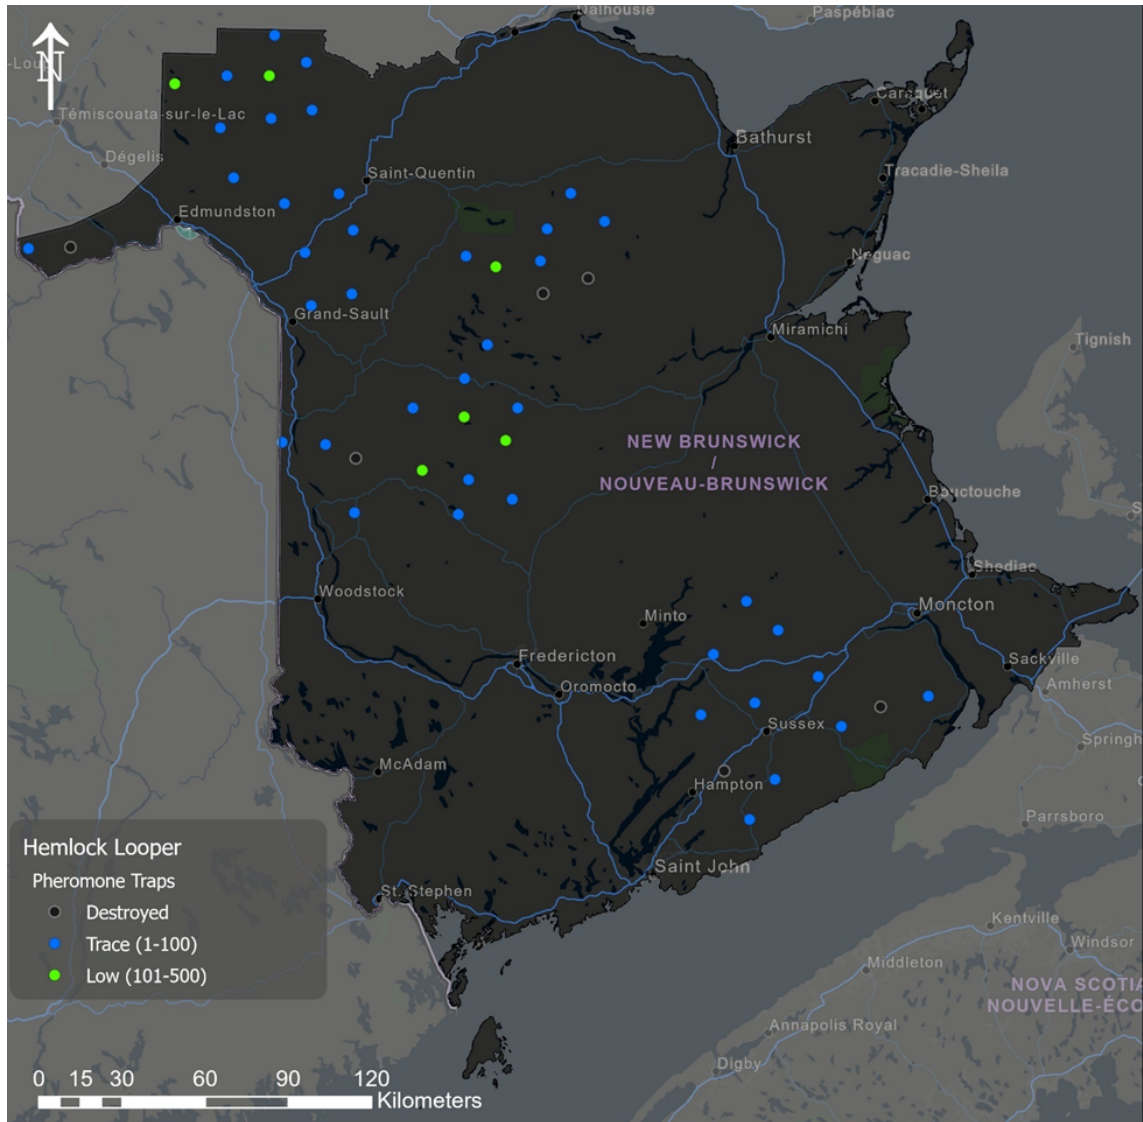 Dalhousie
Paspébiac
N
Caraquet
Témiscouata-sur-le-Lac
Bathurst
Dégelis
Saint-Quentin
Tracadie-Sheila
Edmundston
Neguac
Grand-Sault
Miramichi
Tignish
NEW BRUNSWICK
/
NOUVEAU-BRUNSWICK
Bouctouche
Shediac
Woodstock
Moncton
Minto
Fredericton
Sackville
Oromocto
Amherst
Sussex
McAdam
Hampton
Parrsboro
Hemlock Looper
Pheromone Traps
Destroyed
Trace (1-100)
Low (101-500)
Saint John
St. Stephen
Kentville
Windsor
Middleton
NOVA SCOTIA
NOUVELLE-ÉCO
Annapolis Royal
Digby
0 15 30 60 90 120
Kilometers